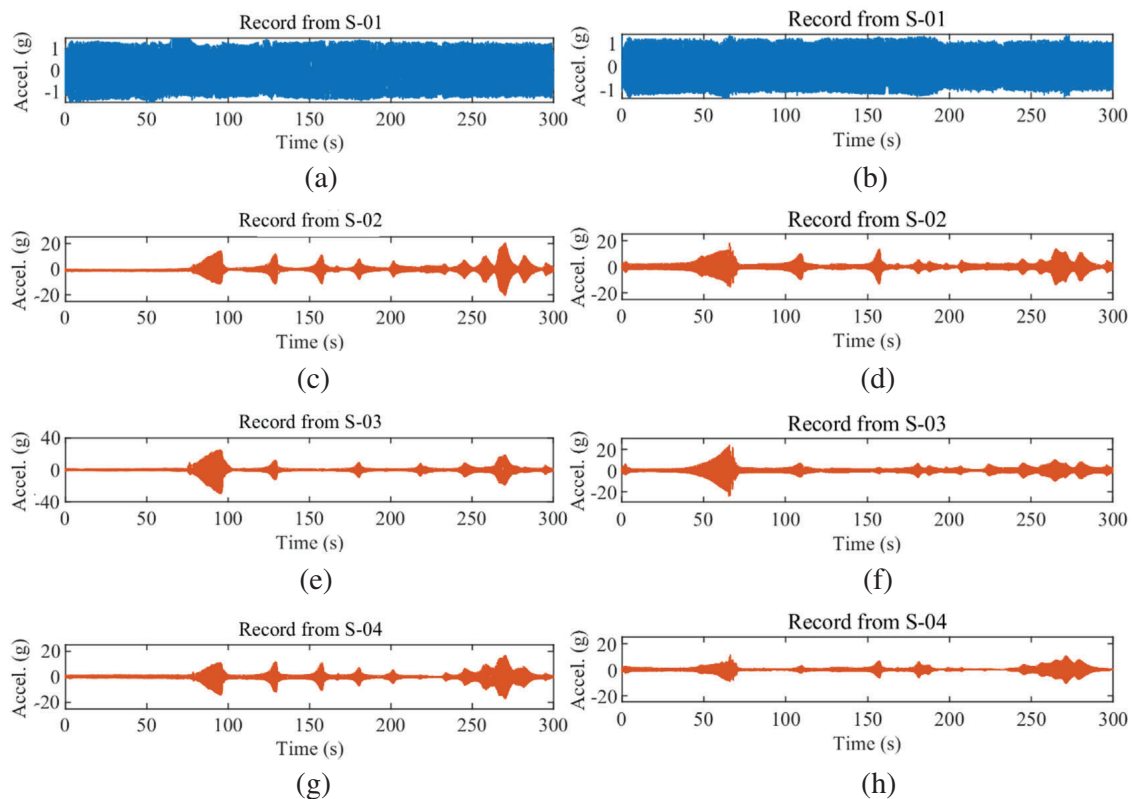 Record from S-01
Accel. (g)
1
0
-1
0 50 100 150 200 250 300
Time (s)
(a)
Record from S-01
Accel. (g)
1
0
-1
0 50 100 150 200 250 300
Time (s)
(b)
Record from S-02
Accel. (g)
20
0
-20
0 50 100 150 200 250 300
Time (s)
(c)
Record from S-02
Accel. (g)
20
0
-20
0 50 100 150 200 250 300
Time (s)
(d)
Record from S-03
Accel. (g)
40
0
-40
0 50 100 150 200 250 300
Time (s)
(e)
Record from S-03
Accel. (g)
20
0
-20
0 50 100 150 200 250 300
Time (s)
(f)
Record from S-04
Accel. (g)
20
0
-20
0 50 100 150 200 250 300
Time (s)
(g)
Record from S-04
Accel. (g)
20
0
-20
0 50 100 150 200 250 300
Time (s)
(h)